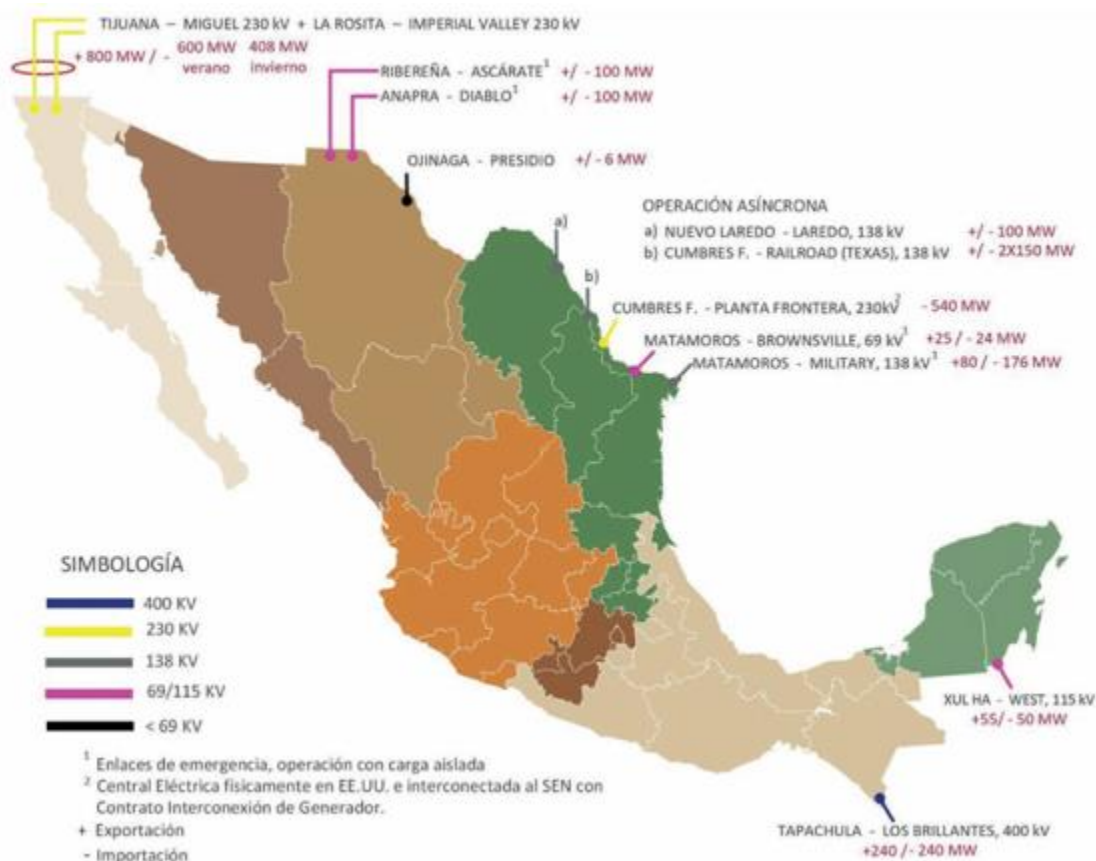 TIJUANA – MIGUEL 230 kV + LA ROSITA – IMPERIAL VALLEY 230 kV
+ 800 MW / - 600 MW verano 408 MW invierno
RIBEREÑA - ASCÁRATE¹ +/ - 100 MW
ANAPRA - DIABLO¹ +/ - 100 MW
OJINAGA - PRESIDIO +/ - 6 MW
OPERACIÓN ASÍNCRONA
a) NUEVO LAREDO - LAREDO, 138 kV +/ - 100 MW
b) CUMBRES F. - RAILROAD (TEXAS), 138 kV +/ - 2X150 MW
a)
b)
CUMBRES F. - PLANTA FRONTERA, 230kV² - 540 MW
MATAMOROS - BROWNSVILLE, 69 kV¹ +25 / - 24 MW
MATAMOROS - MILITARY, 138 kV¹ +80 / - 176 MW
SIMBOLOGÍA
400 KV
230 KV
138 KV
69/115 KV
< 69 KV
XUL HA - WEST, 115 kV
+55/ - 50 MW
¹ Enlaces de emergencia, operación con carga aislada
² Central Eléctrica físicamente en EE.UU. e interconectada al SEN con
Contrato Interconexión de Generador.
+ Exportación
- Importación
TAPACHULA - LOS BRILLANTES, 400 kV
+240 / - 240 MW